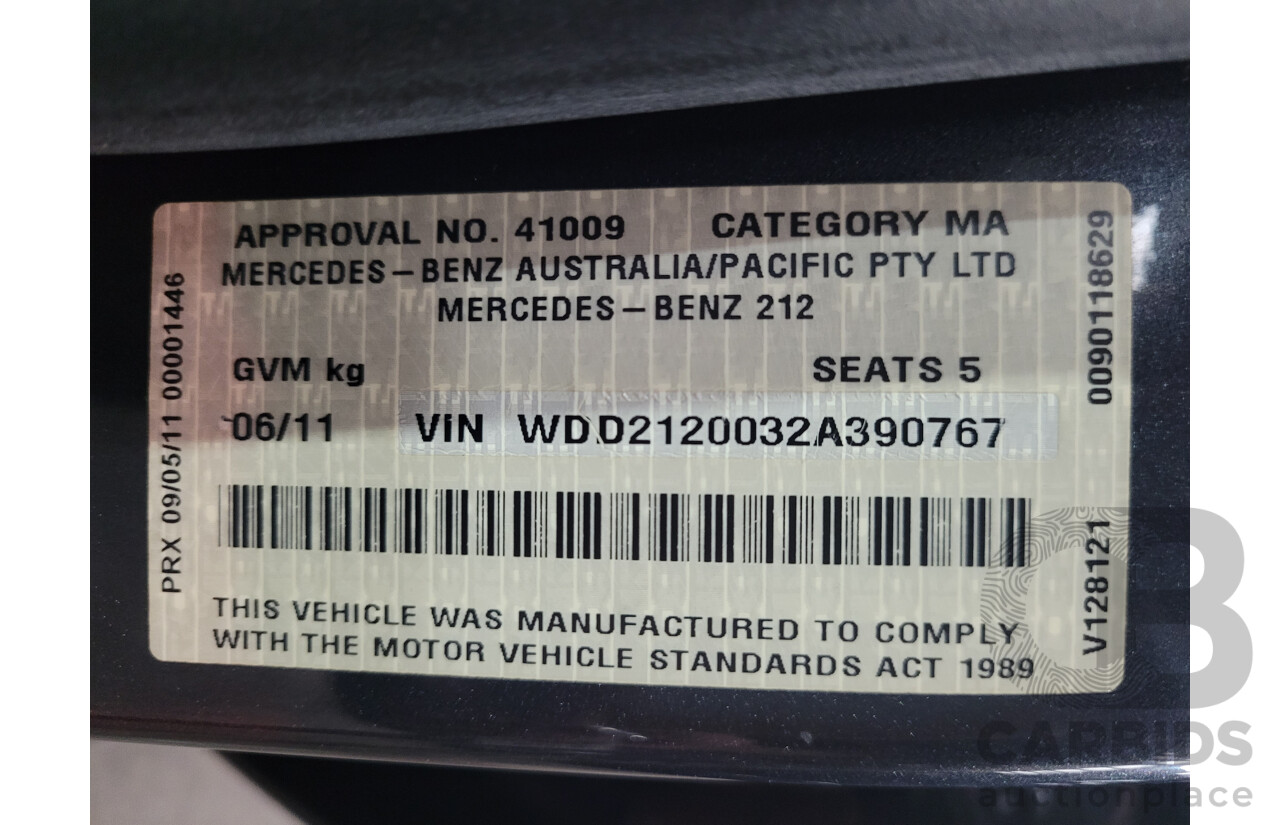 APPROVAL NO. 41009 CATEGORY MA
MERCEDES-BENZ AUSTRALIA/PACIFIC PTY LTD
MERCEDES-BENZ 212
GVM kg SEATS 5
06/11 VIN WDD2120032A390767
THIS VEHICLE WAS MANUFACTURED TO COMPLY
WITH THE MOTOR VEHICLE STANDARDS ACT 1989
PRX 09/05/11 00001446
0090118629
V128121
CB
CARBIDS
auctionplace